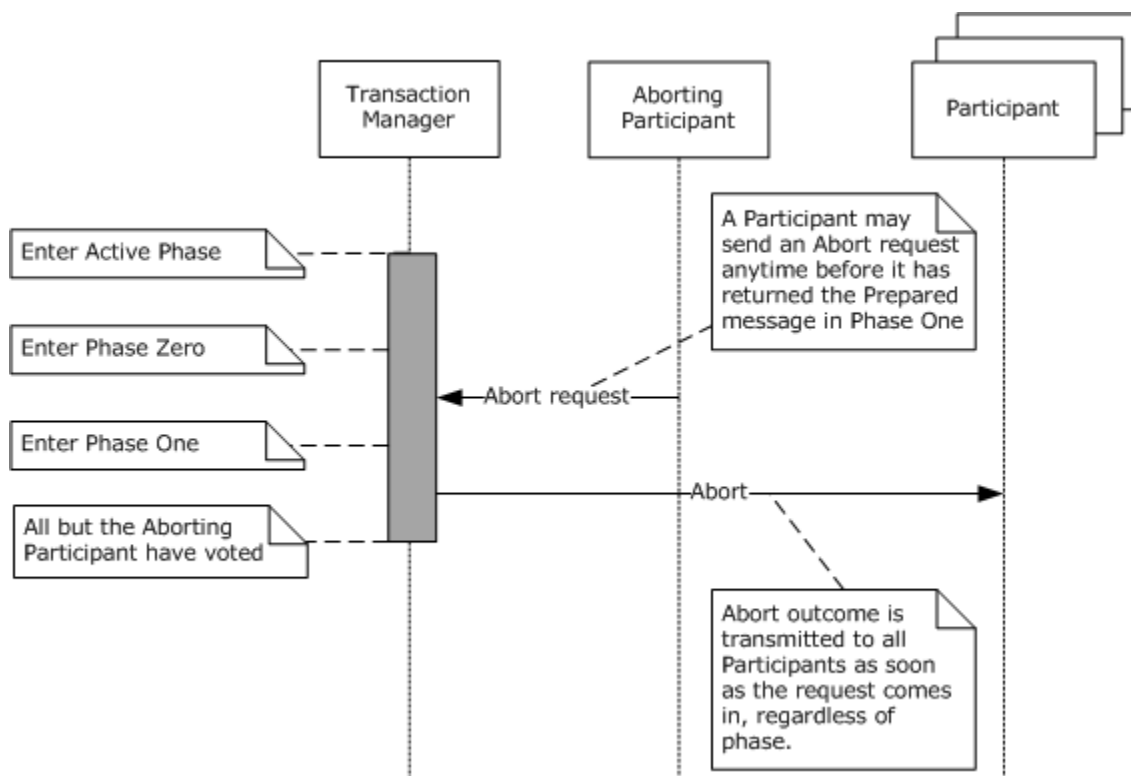 Transaction
Manager
Aborting
Participant
Participant
A Participant may
send an Abort request
anytime before it has
returned the Prepared
message in Phase One
Enter Active Phase
Enter Phase Zero
Abort request
Enter Phase One
Abort
All but the Aborting
Participant have voted
Abort outcome is
transmitted to all
Participants as soon
as the request comes
in, regardless of
phase.